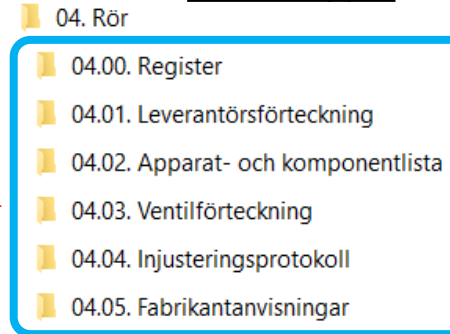 04. Rör
04.00. Register
04.01. Leverantörsförteckning
04.02. Apparat- och komponentlista
04.03. Ventilförteckning
04.04. Injusteringsprotokoll
04.05. Fabrikantanvisningar